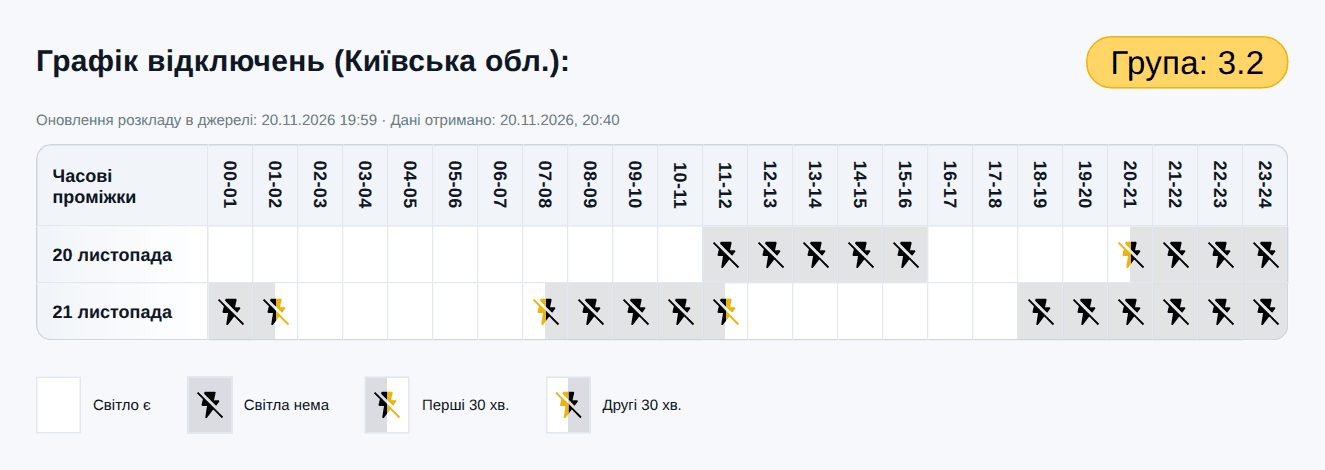 Графік відключень (Київська обл.):
Група: 3.2
Оновлення розкладу в джерелі: 20.11.2026 19:59 · Дані отримано: 20.11.2026, 20:40
Часові
проміжки
00-01 01-02 02-03 03-04 04-05 05-06 06-07 07-08 08-09 09-10 10-11 11-12 12-13 13-14 14-15 15-16 16-17 17-18 18-19 19-20 20-21 21-22 22-23 23-24
20 листопада
21 листопада
Світло є
Світла нема
Перші 30 хв.
Другі 30 хв.